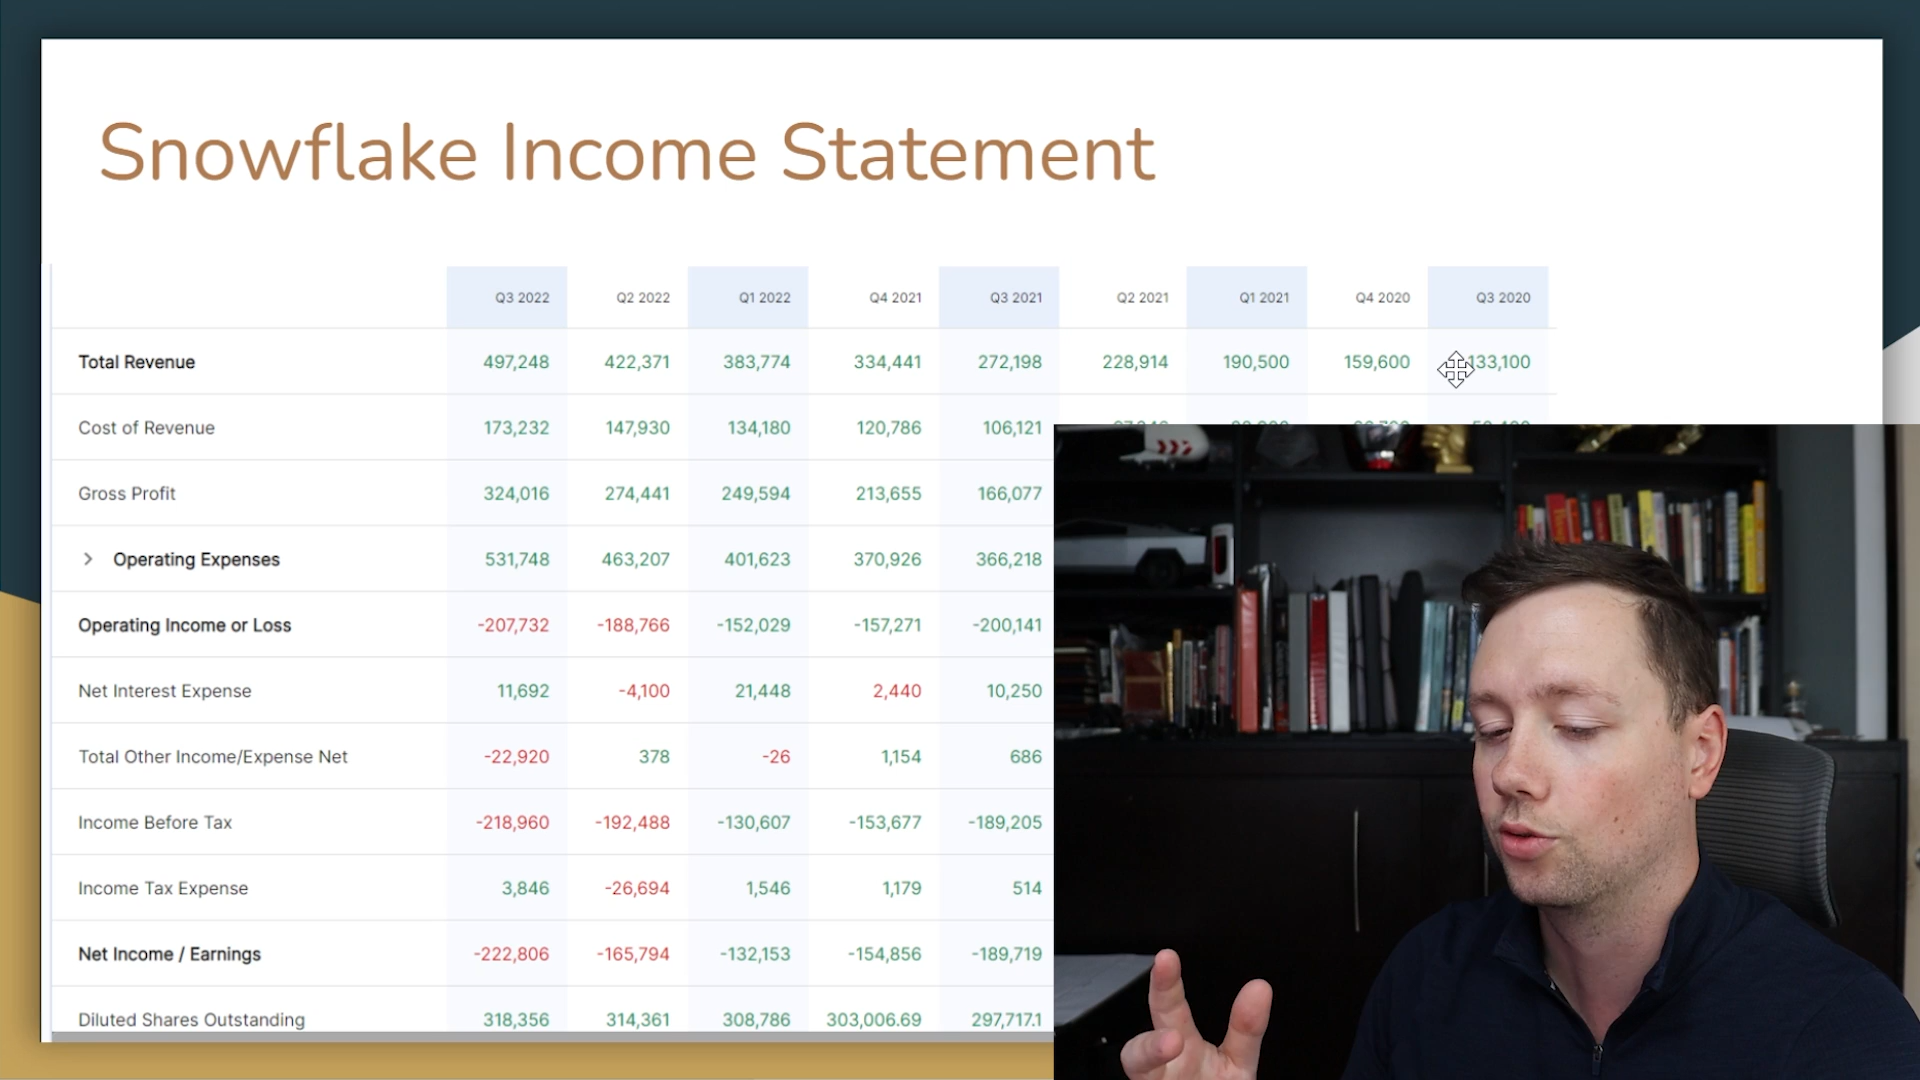 Snowflake Income Statement
Q3 2022 Q2 2022 Q1 2022 Q4 2021 Q3 2021 Q2 2021 Q1 2021 Q4 2020 Q3 2020
Total Revenue 497,248 422,371 383,774 334,441 272,198 228,914 190,500 159,600 133,100
Cost of Revenue 173,232 147,930 134,180 120,786 106,121
Gross Profit 324,016 274,441 249,594 213,655 166,077
Operating Expenses 531,748 463,207 401,623 370,926 366,218
Operating Income or Loss -207,732 -188,766 -152,029 -157,271 -200,141
Net Interest Expense 11,692 -4,100 21,448 2,440 10,250
Total Other Income/Expense Net -22,920 378 -26 1,154 686
Income Before Tax -218,960 -192,488 -130,607 -153,677 -189,205
Income Tax Expense 3,846 -26,694 1,546 1,179 514
Net Income / Earnings -222,806 -165,794 -132,153 -154,856 -189,719
Diluted Shares Outstanding 318,356 314,361 308,786 303,006.69 297,717.1